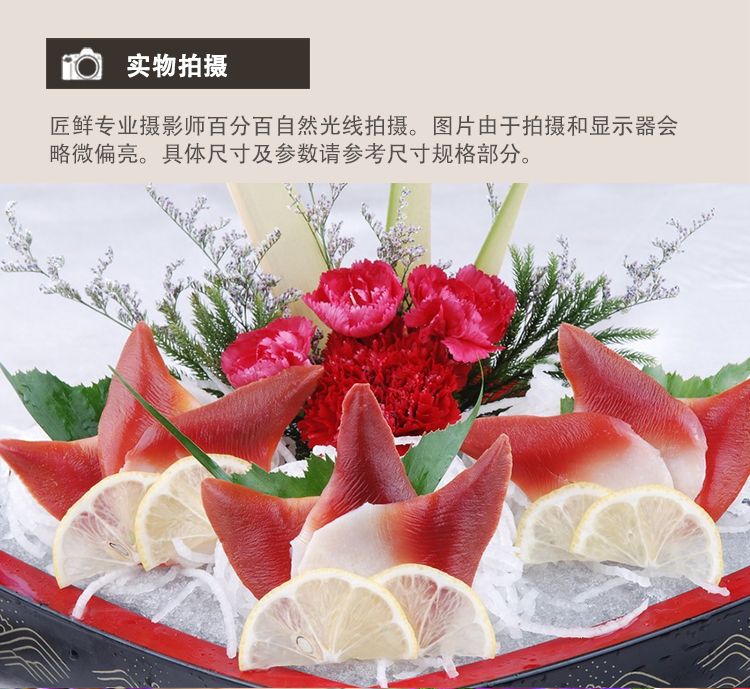 实物拍摄
匠鲜专业摄影师百分百自然光线拍摄。图片由于拍摄和显示器会
略微偏亮。具体尺寸及参数请参考尺寸规格部分。